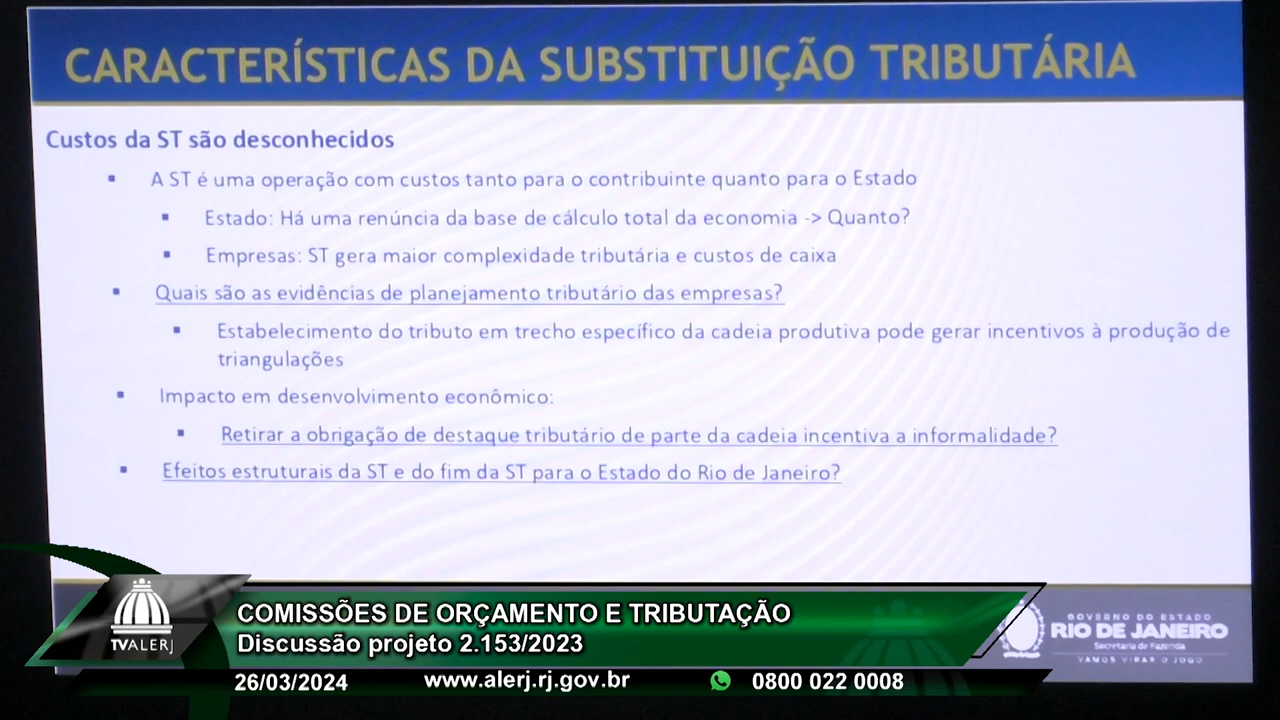 CARACTERÍSTICAS DA SUBSTITUIÇÃO TRIBUTÁRIA
Custos da ST são desconhecidos
A ST é uma operação com custos tanto para o contribuinte quanto para o Estado
Estado: Há uma renúncia da base de cálculo total da economia -> Quanto?
Empresas: ST gera maior complexidade tributária e custos de caixa
Quais são as evidências de planejamento tributário das empresas?
Estabelecimento do tributo em trecho específico da cadeia produtiva pode gerar incentivos à produção de
triangulações
Impacto em desenvolvimento econômico:
Retirar a obrigação de destaque tributário de parte da cadeia incentiva a informalidade?
Efeitos estruturais da ST e do fim da ST para o Estado do Rio de Janeiro?
COMISSÕES DE ORÇAMENTO E TRIBUTAÇÃO
Discussão projeto 2.153/2023
TVALERJ
26/03/2024 www.alerj.rj.gov.br 0800 022 0008
GOVERNO DO ESTADO
RIO DE JANEIRO
Secretaria de Fazenda
VAMOS VIRAR O JOGO